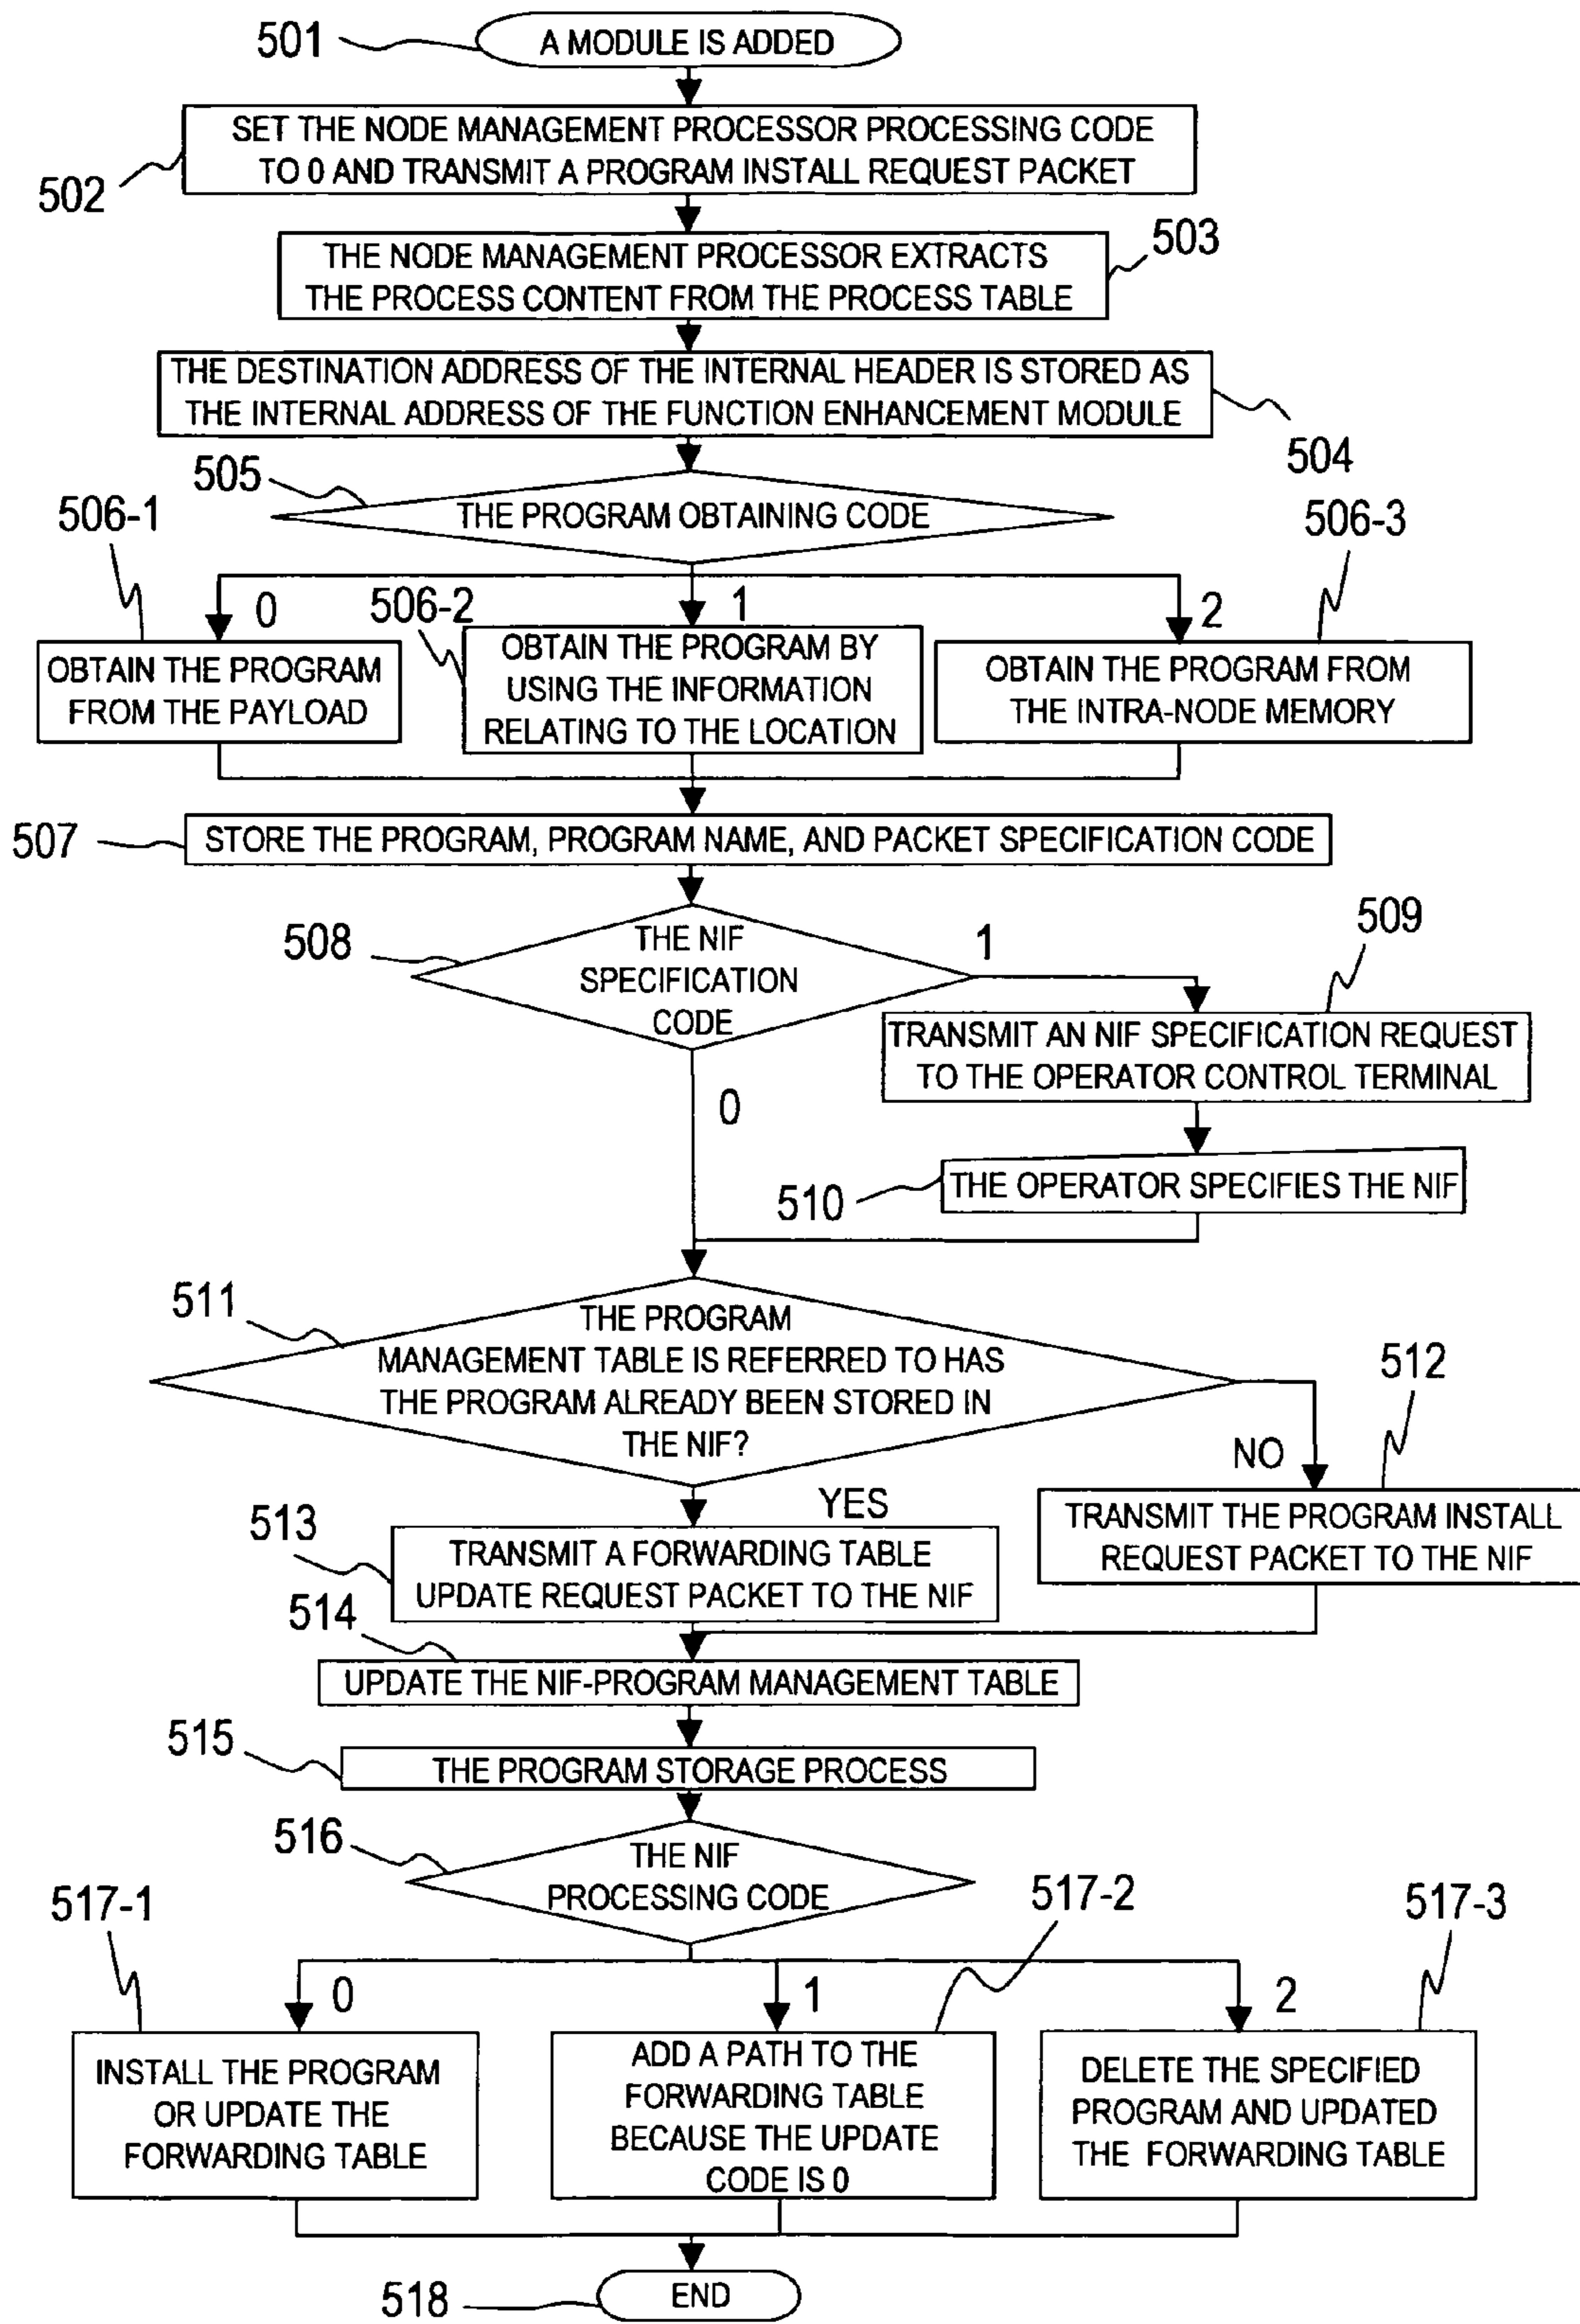 501
A MODULE IS ADDED
SET THE NODE MANAGEMENT PROCESSOR PROCESSING CODE
TO 0 AND TRANSMIT A PROGRAM INSTALL REQUEST PACKET
502
503
THE NODE MANAGEMENT PROCESSOR EXTRACTS
THE PROCESS CONTENT FROM THE PROCESS TABLE
THE DESTINATION ADDRESS OF THE INTERNAL HEADER IS STORED AS
THE INTERNAL ADDRESS OF THE FUNCTION ENHANCEMENT MODULE
504
505
THE PROGRAM OBTAINING CODE
506-1
506-2
506-3
0
1
2
OBTAIN THE PROGRAM
FROM THE PAYLOAD
OBTAIN THE PROGRAM BY
USING THE INFORMATION
RELATING TO THE LOCATION
OBTAIN THE PROGRAM FROM
THE INTRA-NODE MEMORY
507
STORE THE PROGRAM, PROGRAM NAME, AND PACKET SPECIFICATION CODE
508
THE NIF
SPECIFICATION
CODE
1
509
TRANSMIT AN NIF SPECIFICATION REQUEST
TO THE OPERATOR CONTROL TERMINAL
0
510
THE OPERATOR SPECIFIES THE NIF
511
THE PROGRAM
MANAGEMENT TABLE IS REFERRED TO HAS
THE PROGRAM ALREADY BEEN STORED IN
THE NIF?
512
NO
YES
TRANSMIT THE PROGRAM INSTALL
REQUEST PACKET TO THE NIF
513
TRANSMIT A FORWARDING TABLE
UPDATE REQUEST PACKET TO THE NIF
514
UPDATE THE NIF-PROGRAM MANAGEMENT TABLE
515
THE PROGRAM STORAGE PROCESS
516
THE NIF
PROCESSING CODE
517-1
517-2
517-3
0
1
2
INSTALL THE PROGRAM
OR UPDATE THE
FORWARDING TABLE
ADD A PATH TO THE
FORWARDING TABLE
BECAUSE THE UPDATE
CODE IS 0
DELETE THE SPECIFIED
PROGRAM AND UPDATED
THE FORWARDING TABLE
518
END